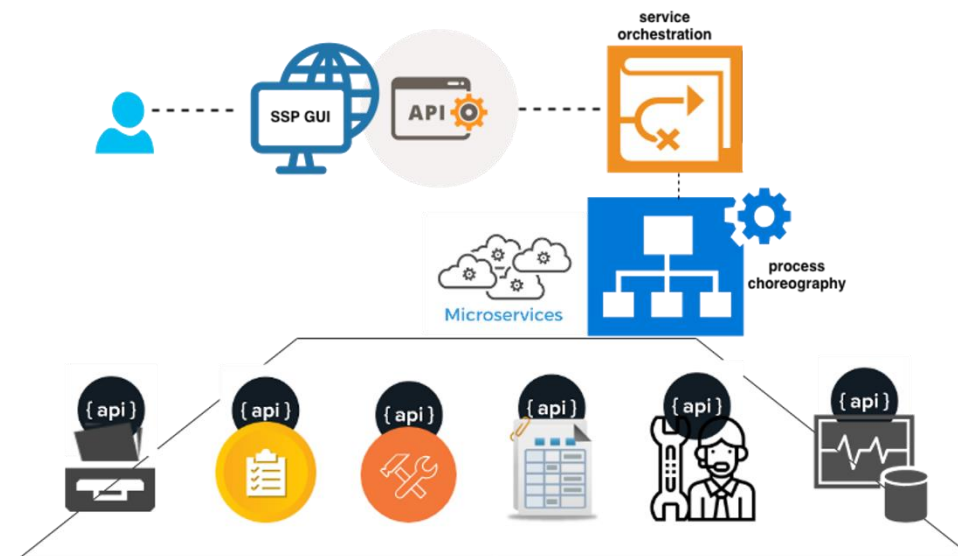 service
orchestration
SSP GUI
API
process
choreography
Microservices
{ api }
{ api }
{ api }
{ api }
{ api }
{ api }